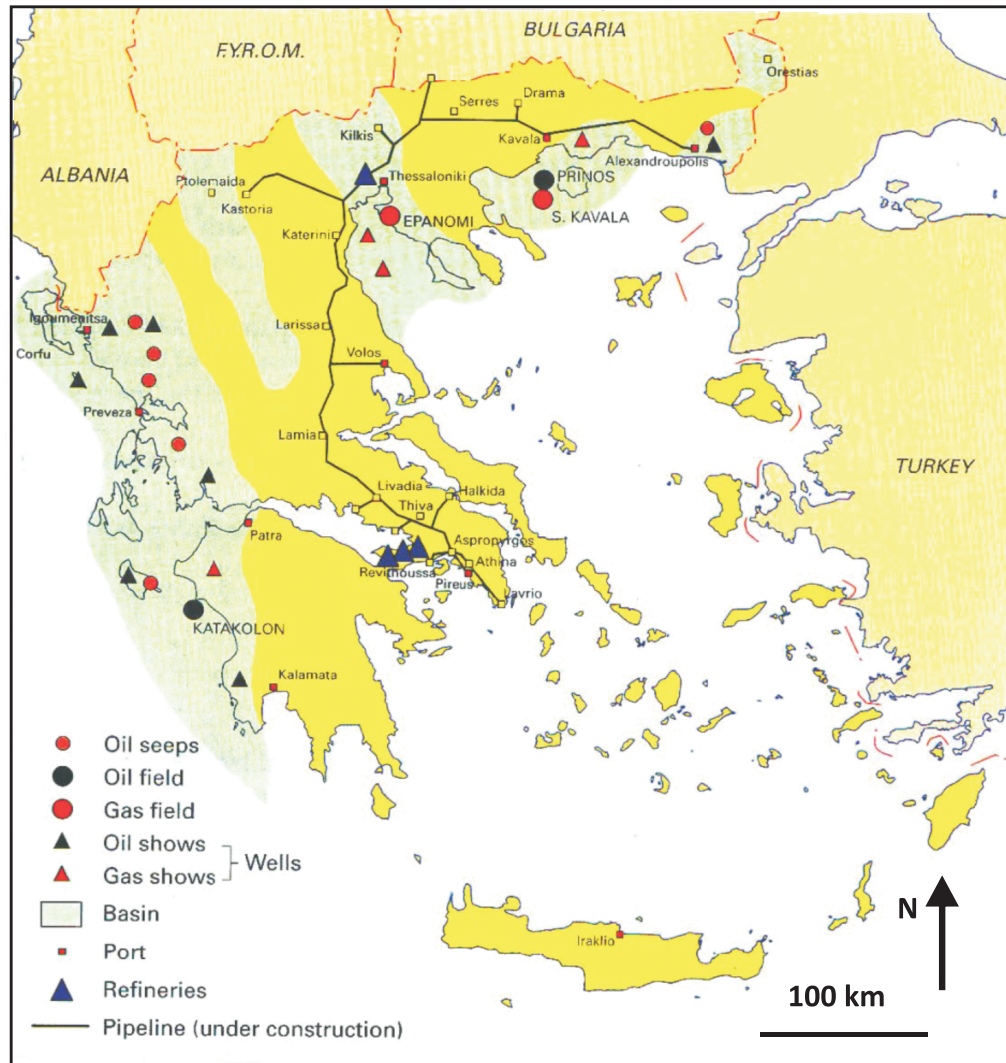 BULGARIA
F.Y.R.O.M.
Orestias
Drama
Serres
Kilkis
Kavala
Alexandroupolis
ALBANIA
Thessaloniki
PRINOS
Ptolemaida
Kastoria
S. KAVALA
EPANOMI
Katerini
Igoumenitsa
Larissa
Corfu
Volos
Preveza
Lamia
TURKEY
Livadia
Halkida
Thiva
Patra
Aspropyrgos
Athina
Revithoussa
Pireus
Lavrio
KATAKOLON
Kalamata
Oil seeps
Oil field
Gas field
Oil shows
Gas shows
Wells
Basin
Port
Refineries
Pipeline (under construction)
Iraklio
N
100 km